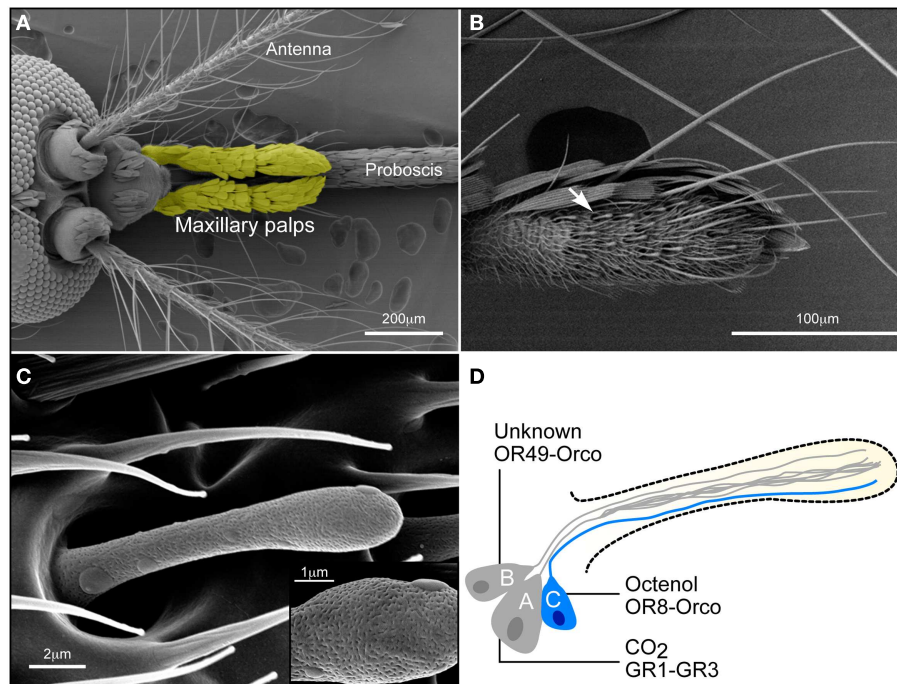 A
Antenna
Proboscis
Maxillary palps
200μm
B
100μm
C
1μm
2μm
D
Unknown
OR49-Orco
B
A
C
Octenol
OR8-Orco
CO₂
GR1-GR3